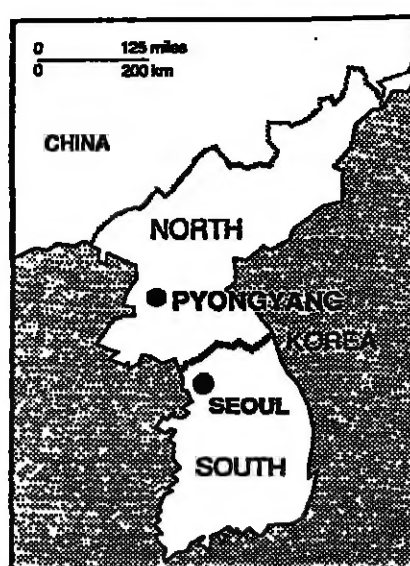 0 125 miles
0 200 km
CHINA
NORTH
PYONGYANG
KOREA
SEOUL
SOUTH